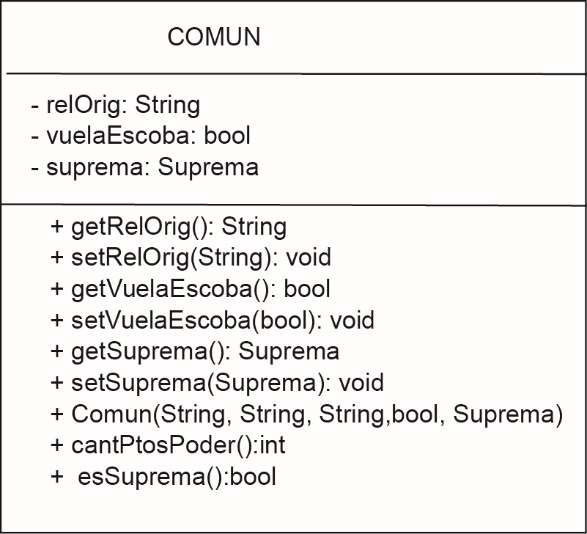 COMUN
- relOrig: String
- vuelaEscoba: bool
- suprema: Suprema
+ getRelOrig(): String
+ setRelOrig(String): void
+ getVuelaEscoba(): bool
+ setVuelaEscoba(bool): void
+ getSuprema(): Suprema
+ setSuprema(Suprema): void
+ Comun(String, String, String,bool, Suprema)
+ cantPtosPoder():int
+ esSuprema():bool